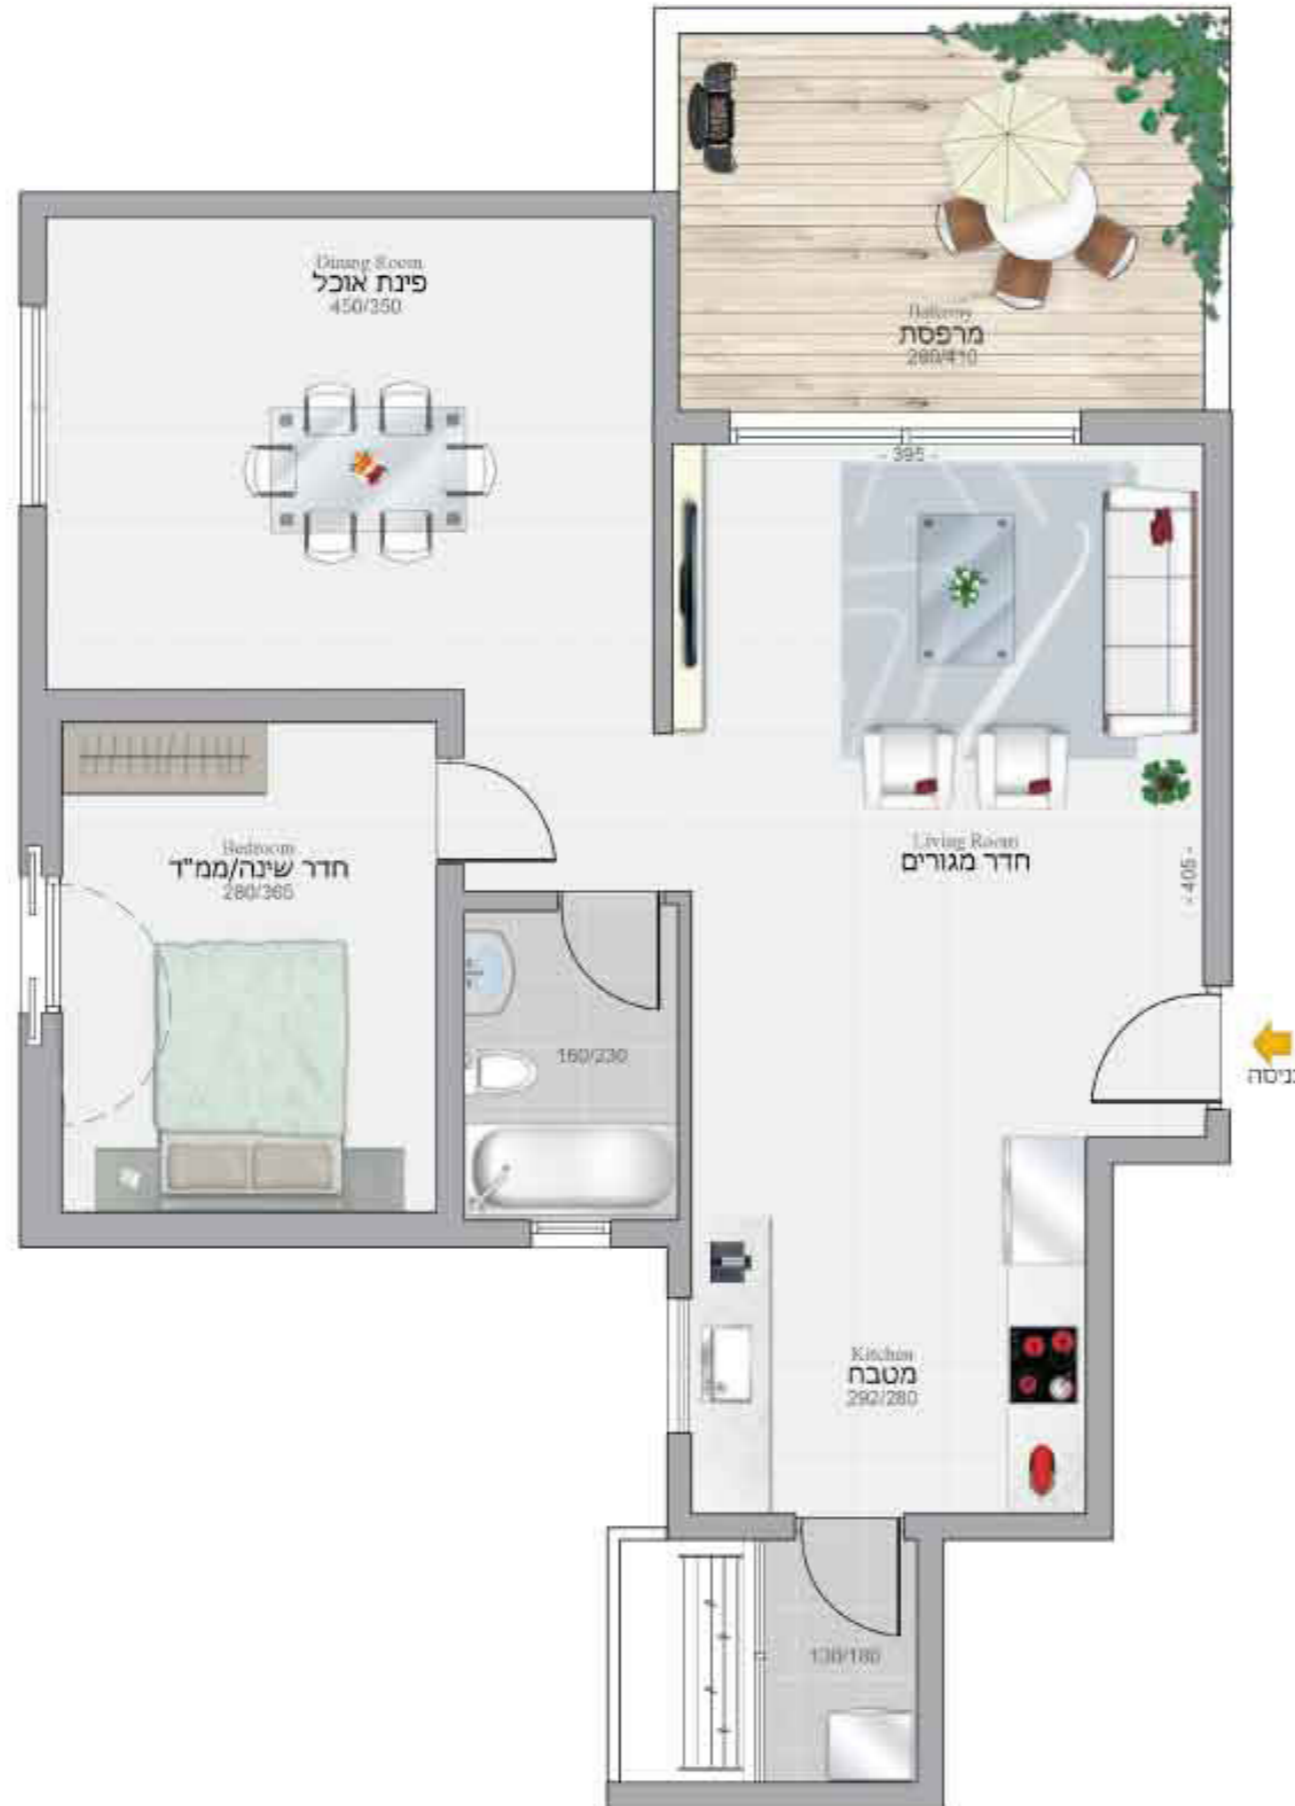 Dining Room
פינת אוכל
450/350
Balcony
מרפסת
280/410
- 395 -
Bedroom
חדר שינה/ממ"ד
280/365
Living Room
חדר מגורים
- 405 -
160/230
ניסה
Kitchen
מטבח
292/280
130/180